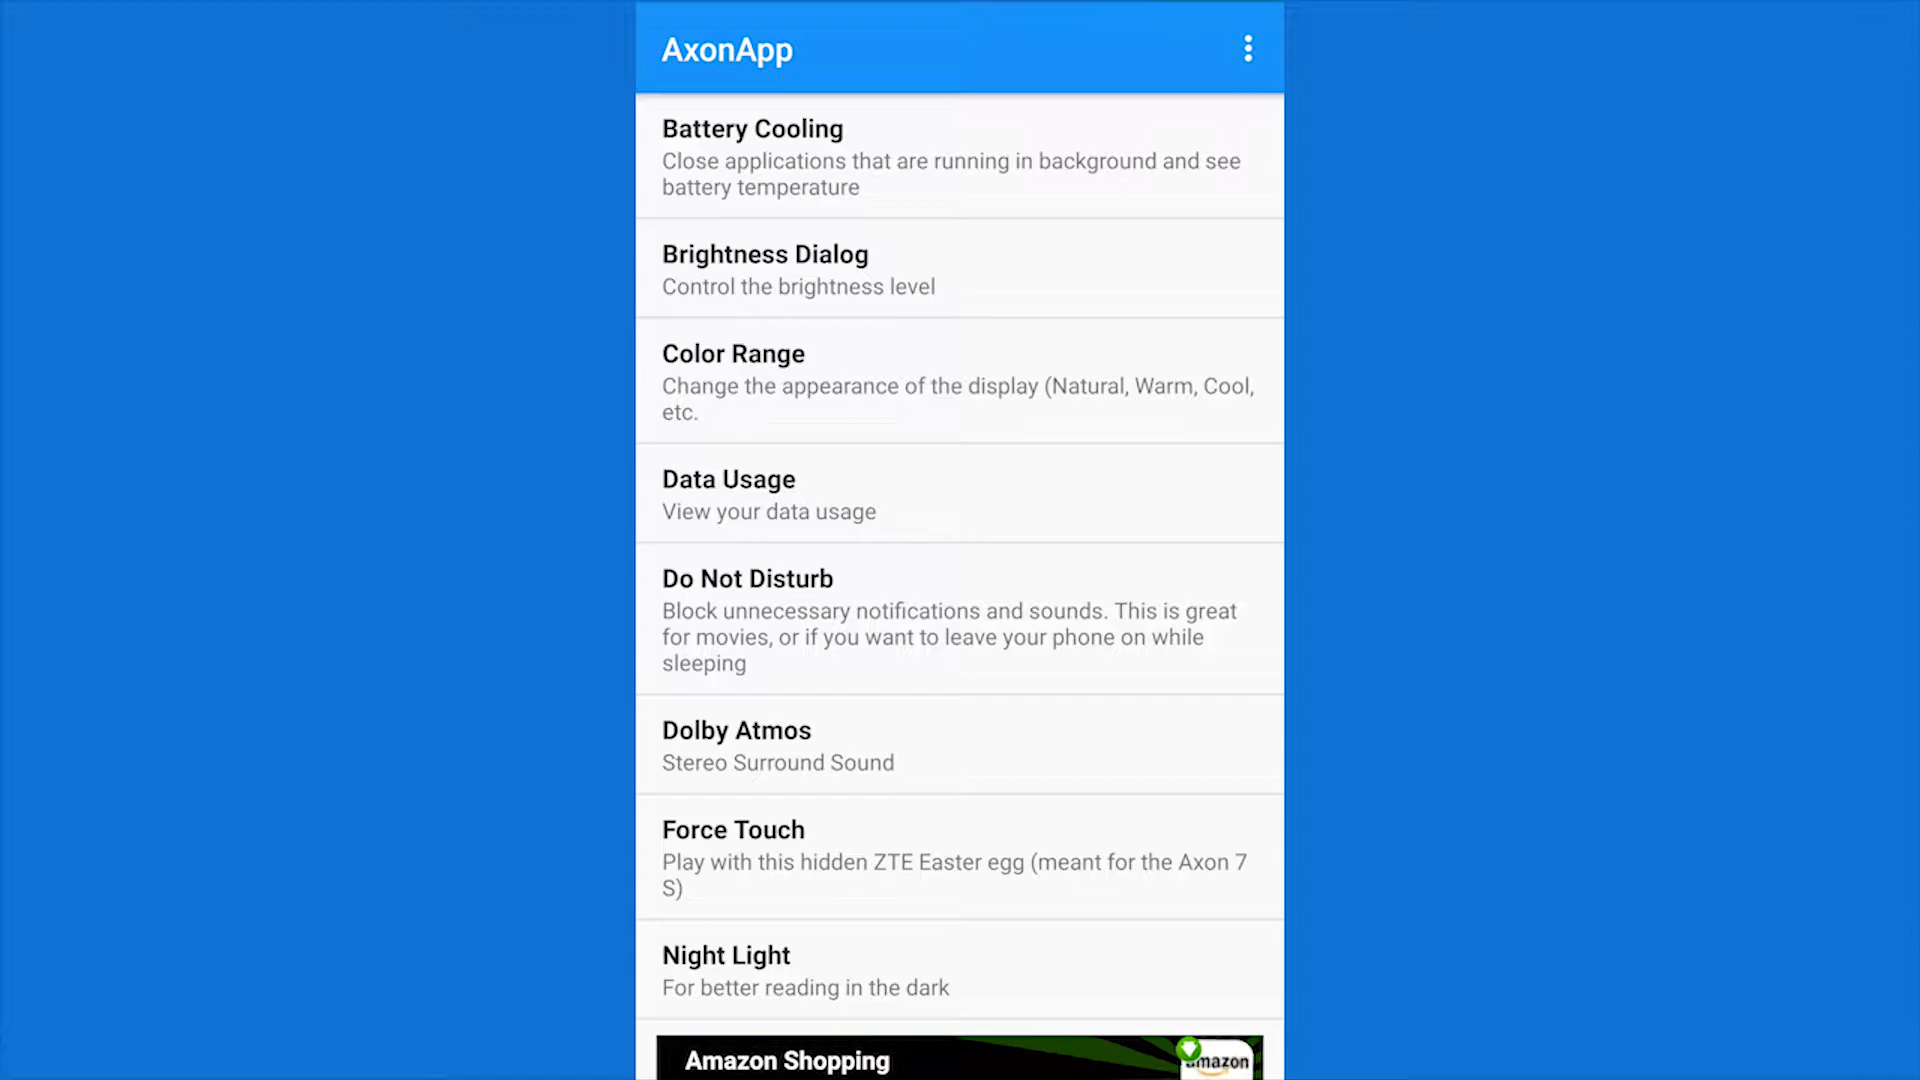 AxonApp
Battery Cooling
Close applications that are running in background and see
battery temperature
Brightness Dialog
Control the brightness level
Color Range
Change the appearance of the display (Natural, Warm, Cool,
etc.
Data Usage
View your data usage
Do Not Disturb
Block unnecessary notifications and sounds. This is great
for movies, or if you want to leave your phone on while
sleeping
Dolby Atmos
Stereo Surround Sound
Force Touch
Play with this hidden ZTE Easter egg (meant for the Axon 7
S)
Night Light
For better reading in the dark
Amazon Shopping
amazon